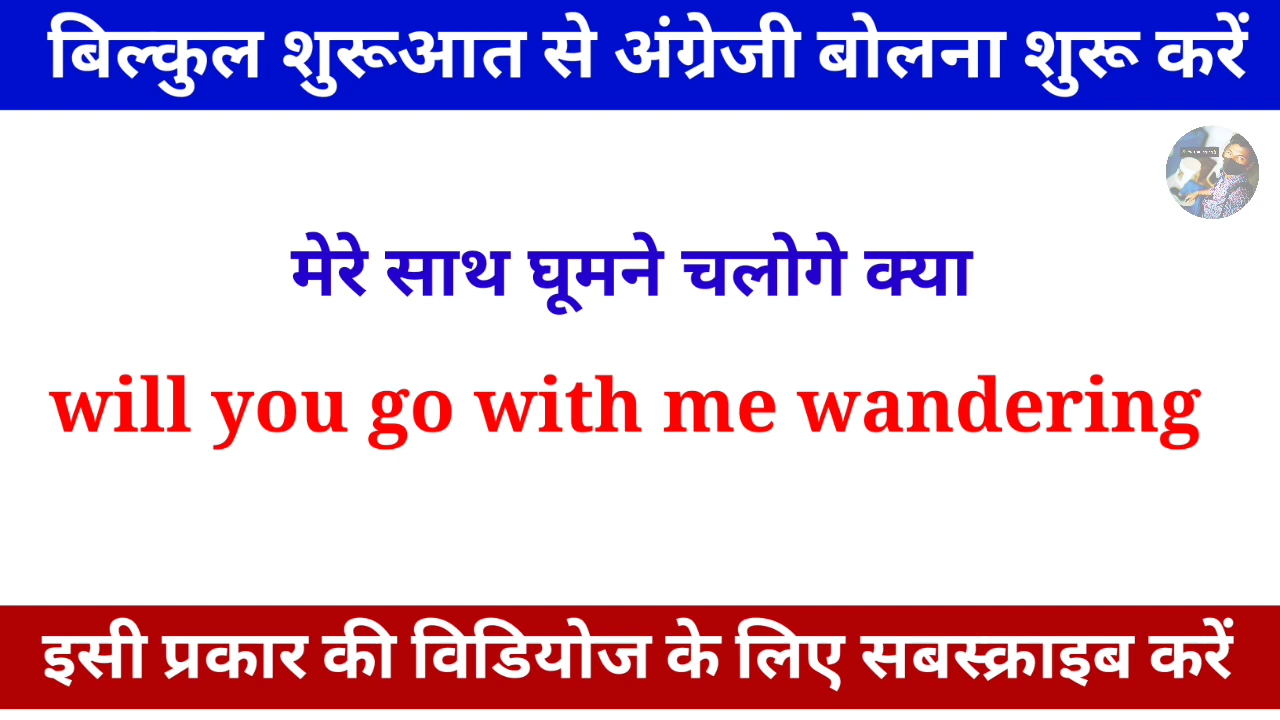 बिल्कुल शुरूआत से अंग्रेजी बोलना शुरू करें
मेरे साथ घूमने चलोगे क्या
will you go with me wandering
इसी प्रकार की विडियोज के लिए सबस्क्राइब करें